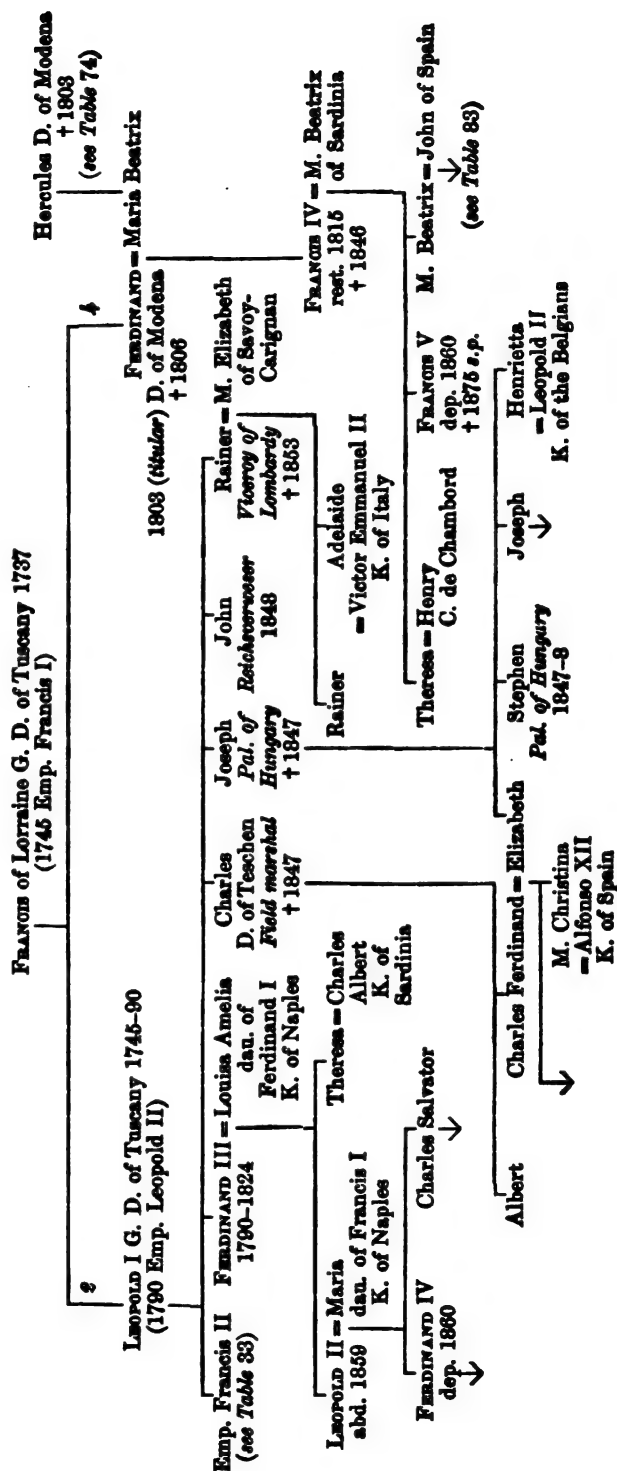 FRANCIS OF LORRAINE G. D. OF TUSCANY 1737
(1745 Emp. Francis I)
2
4
Hercules D. of Modena
† 1803
(see Table 74)
LEOPOLD I G. D. OF TUSCANY 1745-90
(1790 Emp. Leopold II)
FERDINAND = Maria Beatrix
1803 (titular) D. of Modena
† 1806
Emp. Francis II
(see Table 33)
FERDINAND III = Louisa Amelia
1790-1824
dau. of
Ferdinand I
K. of Naples
Charles
D. of Teschen
Field marshal
† 1847
Joseph
Pal. of
Hungary
† 1847
John
Reichsverweser
1848
Rainer = M. Elizabeth
Viceroy of
Lombardy
† 1853
of Savoy-
Carignan
FRANCIS IV = M. Beatrix
rest. 1815
† 1846
of Sardinia
LEOPOLD II = Maria
abd. 1859
dau. of Francis I
K. of Naples
Theresa = Charles
Albert
K. of
Sardinia
Rainer
Adelaide
= Victor Emmanuel II
K. of Italy
Theresa = Henry
C. de Chambord
FRANCIS V
dep. 1860
† 1875 s.p.
M. Beatrix = John of Spain
(see Table 83)
FERDINAND IV
dep. 1860
Charles Salvator
Albert
Charles Ferdinand = Elizabeth
Stephen
Pal. of Hungary
1847-8
Joseph
Henrietta
= Leopold II
K. of the Belgians
M. Christina
= Alfonso XII
K. of Spain